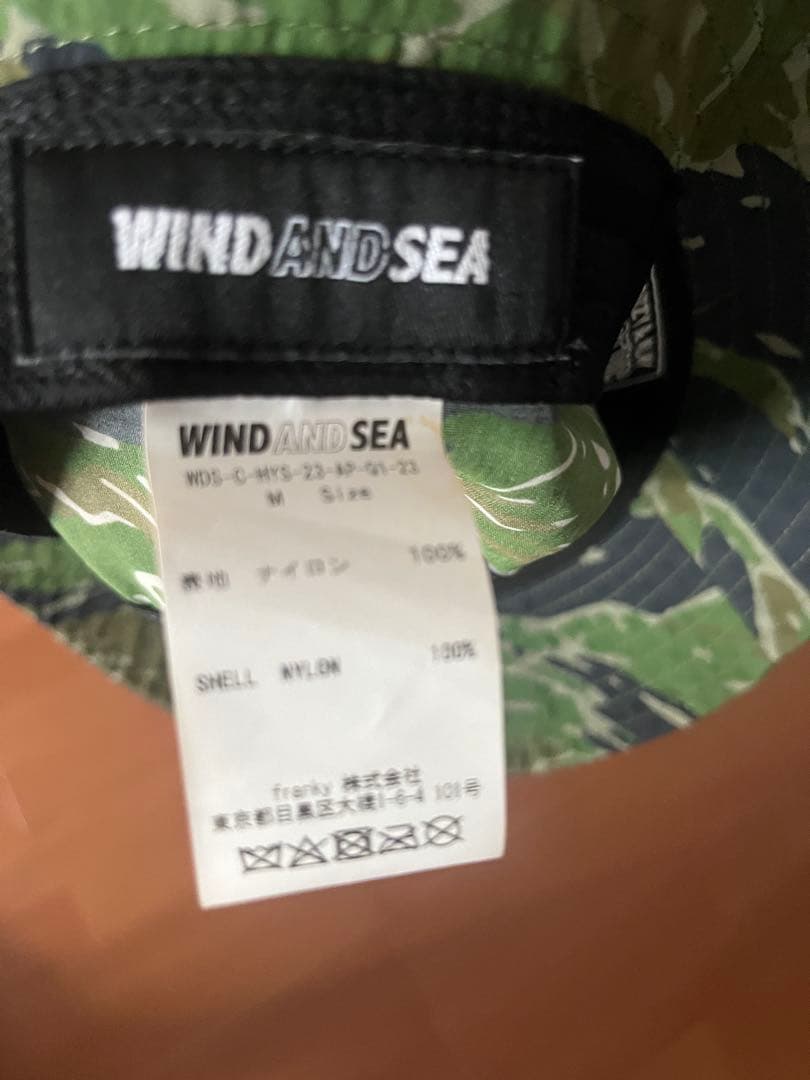 WINDANDSEA
WINDANDSEA
WDS-C-MYS-23-AP-Q1-23
M Size
表地 ナイロン 100%
SHELL NYLON 100%
franky 株式会社
東京都目黒区大橋1-6-4 101号